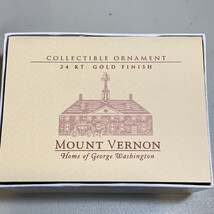 COLLECTIBLE ORNAMENT
24 KT. GOLD FINISH
MOUNT VERNON
Home of George Washington